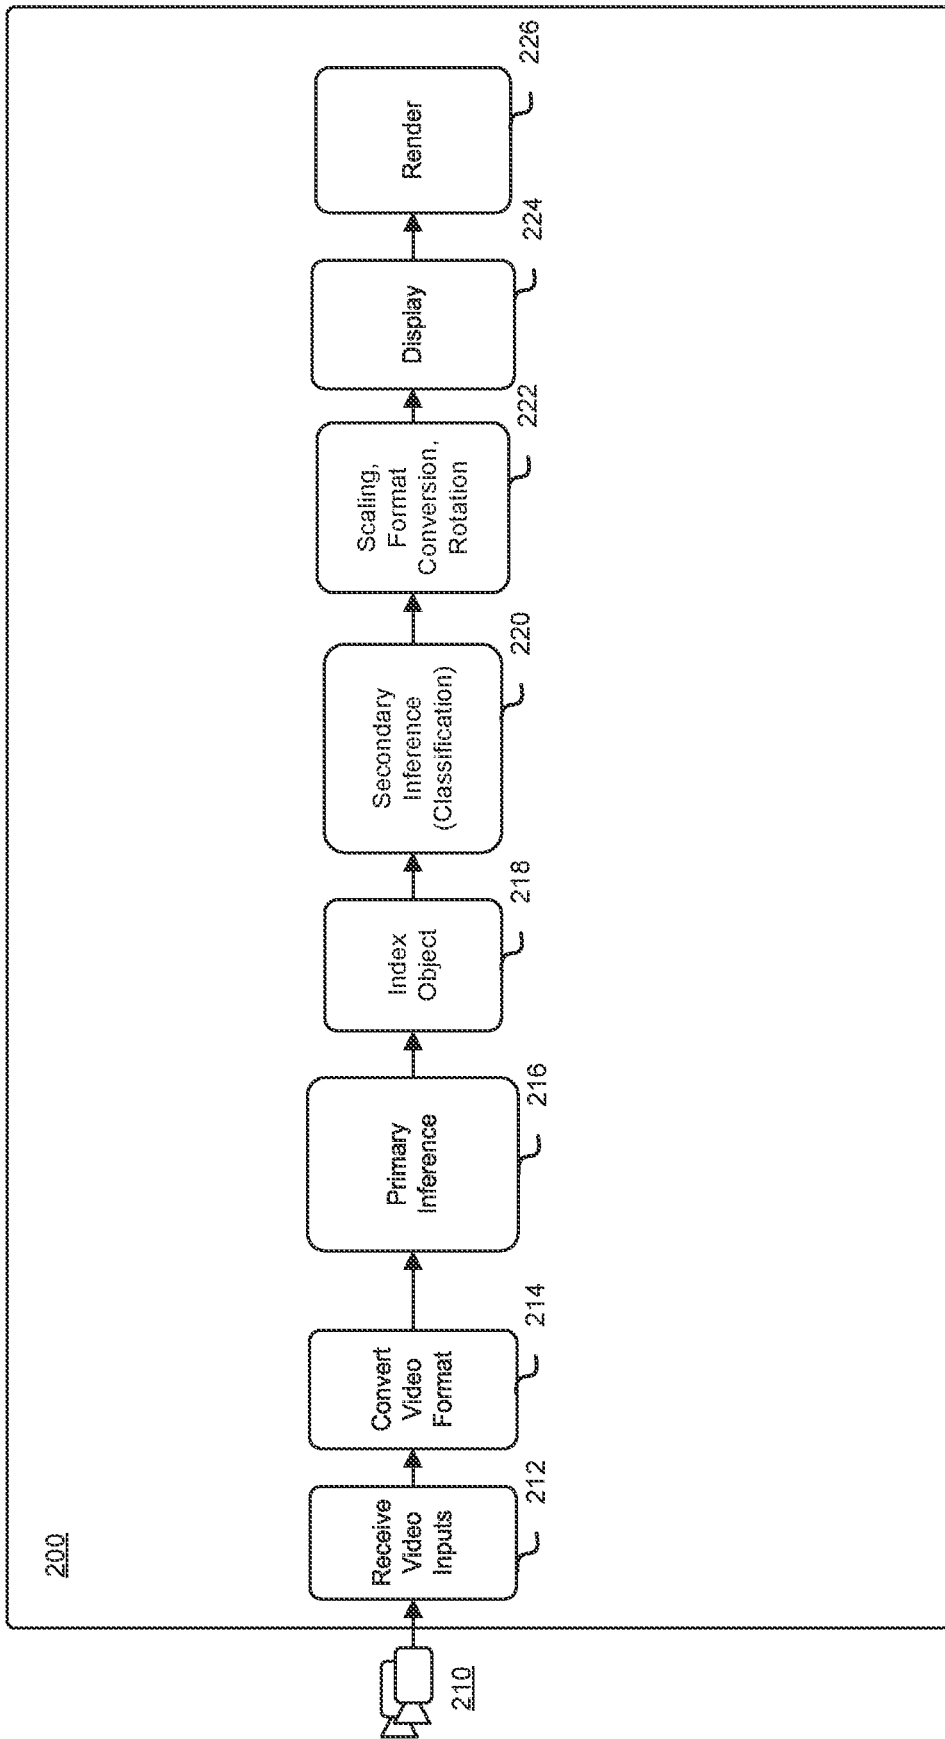 200
210
Receive
Video
Inputs
212
Convert
Video
Format
214
Primary
Inference
216
Index
Object
218
Secondary
Inference
(Classification)
220
Scaling,
Format
Conversion,
Rotation
222
Display
224
Render
226